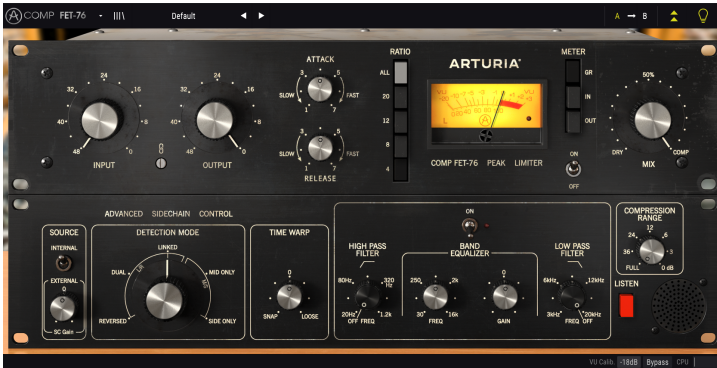 COMP FET-76
Default
A → B
ATTACK
3 5
SLOW FAST
1 7
RATIO
ALL
20
12
8
4
ARTURIA®
VU VU
L
COMP FET-76 PEAK LIMITER
METER
GR
IN
OUT
ON
OFF
50%
DRY COMP
MIX
24
32 16
40 8
48 0
INPUT
24
32 16
40 8
48 0
OUTPUT
3 5
SLOW FAST
1 7
RELEASE
ADVANCED SIDECHAIN CONTROL
SOURCE
INTERNAL
EXTERNAL
0
SC Gain
DETECTION MODE
LINKED
DUAL L/R M/S MID ONLY
REVERSED SIDE ONLY
TIME WARP
0
SNAP LOOSE
ON
HIGH PASS
FILTER
80Hz 320
Hz
20Hz 1.2k
OFF FREQ
BAND
EQUALIZER
250 2k
30 16k
FREQ
0
GAIN
LOW PASS
FILTER
6kHz 12kHz
3kHz 20kHz
FREQ OFF
COMPRESSION
RANGE
12
24 6
36 3
FULL 0 dB
LISTEN
VU Calib. -18dB Bypass CPU